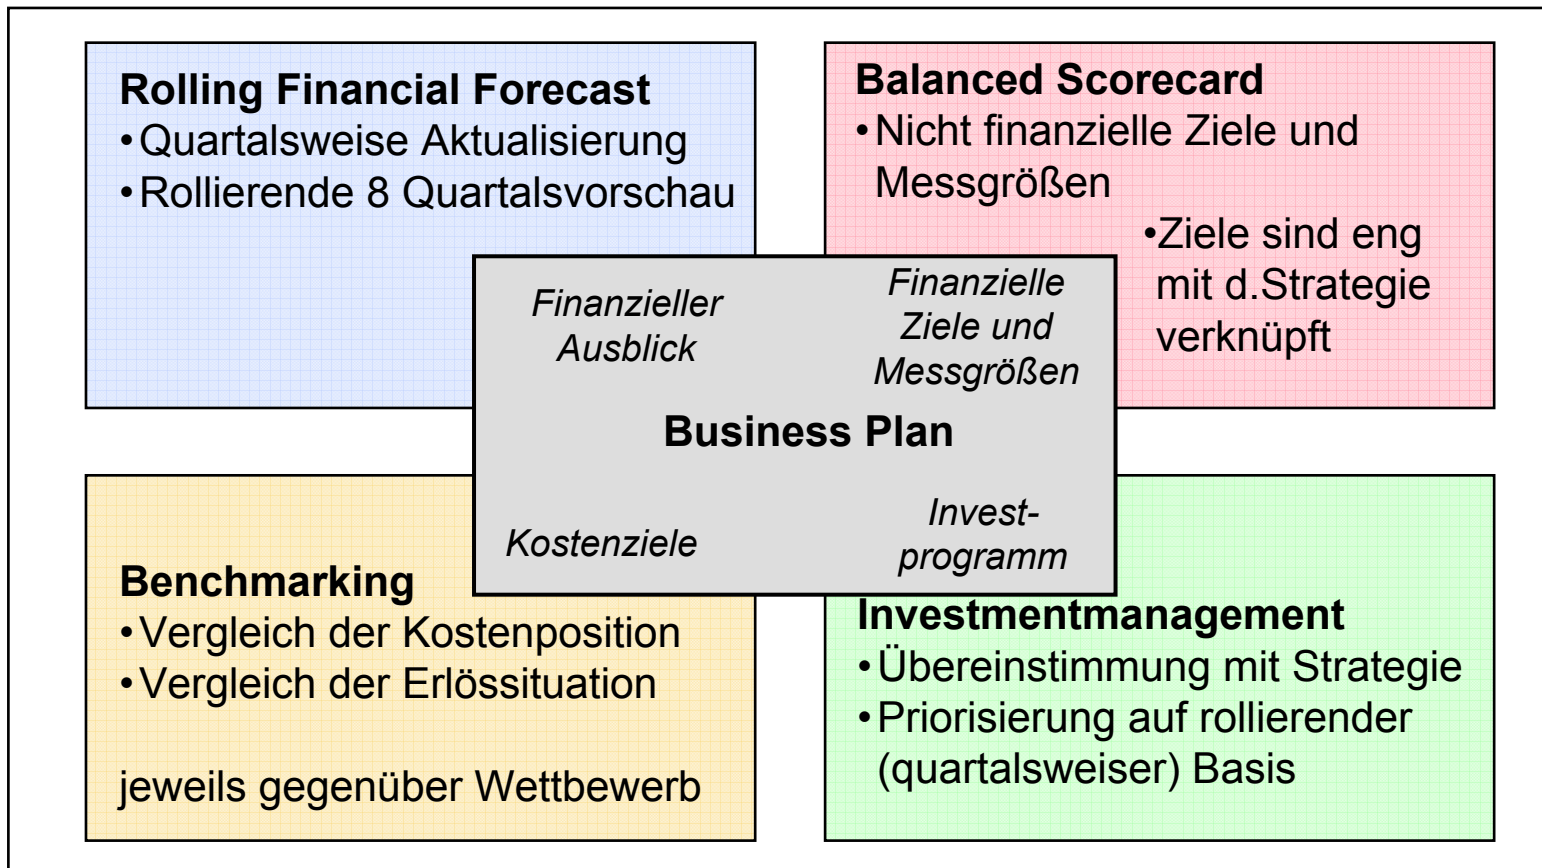 Rolling Financial Forecast
•Quartalsweise Aktualisierung
•Rollierende 8 Quartalsvorschau
Balanced Scorecard
•Nicht finanzielle Ziele und
Messgrößen
•Ziele sind eng
mit d.Strategie
verknüpft
Finanzieller
Ausblick
Finanzielle
Ziele und
Messgrößen
Business Plan
Kostenziele
Invest-
programm
Benchmarking
•Vergleich der Kostenposition
•Vergleich der Erlössituation
jeweils gegenüber Wettbewerb
Investmentmanagement
•Übereinstimmung mit Strategie
•Priorisierung auf rollierender
(quartalsweiser) Basis